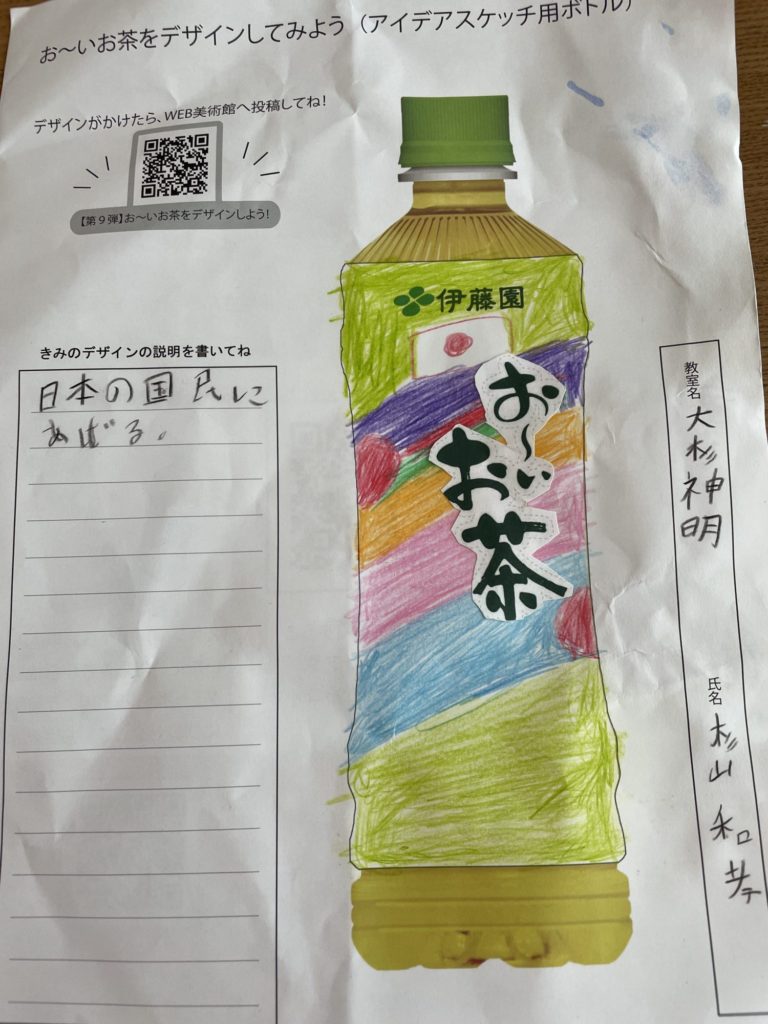 お〜いお茶をデザインしてみよう（アイデアスケッチ用ボトル）
デザインがかけたら、WEB美術館へ投稿してね！
【第９弾】お〜いお茶をデザインしよう！
きみのデザインの説明を書いてね
日本の国民に
あばる。
伊藤園
お〜い
お茶
教室名 大杉神明
氏名 杉山 和